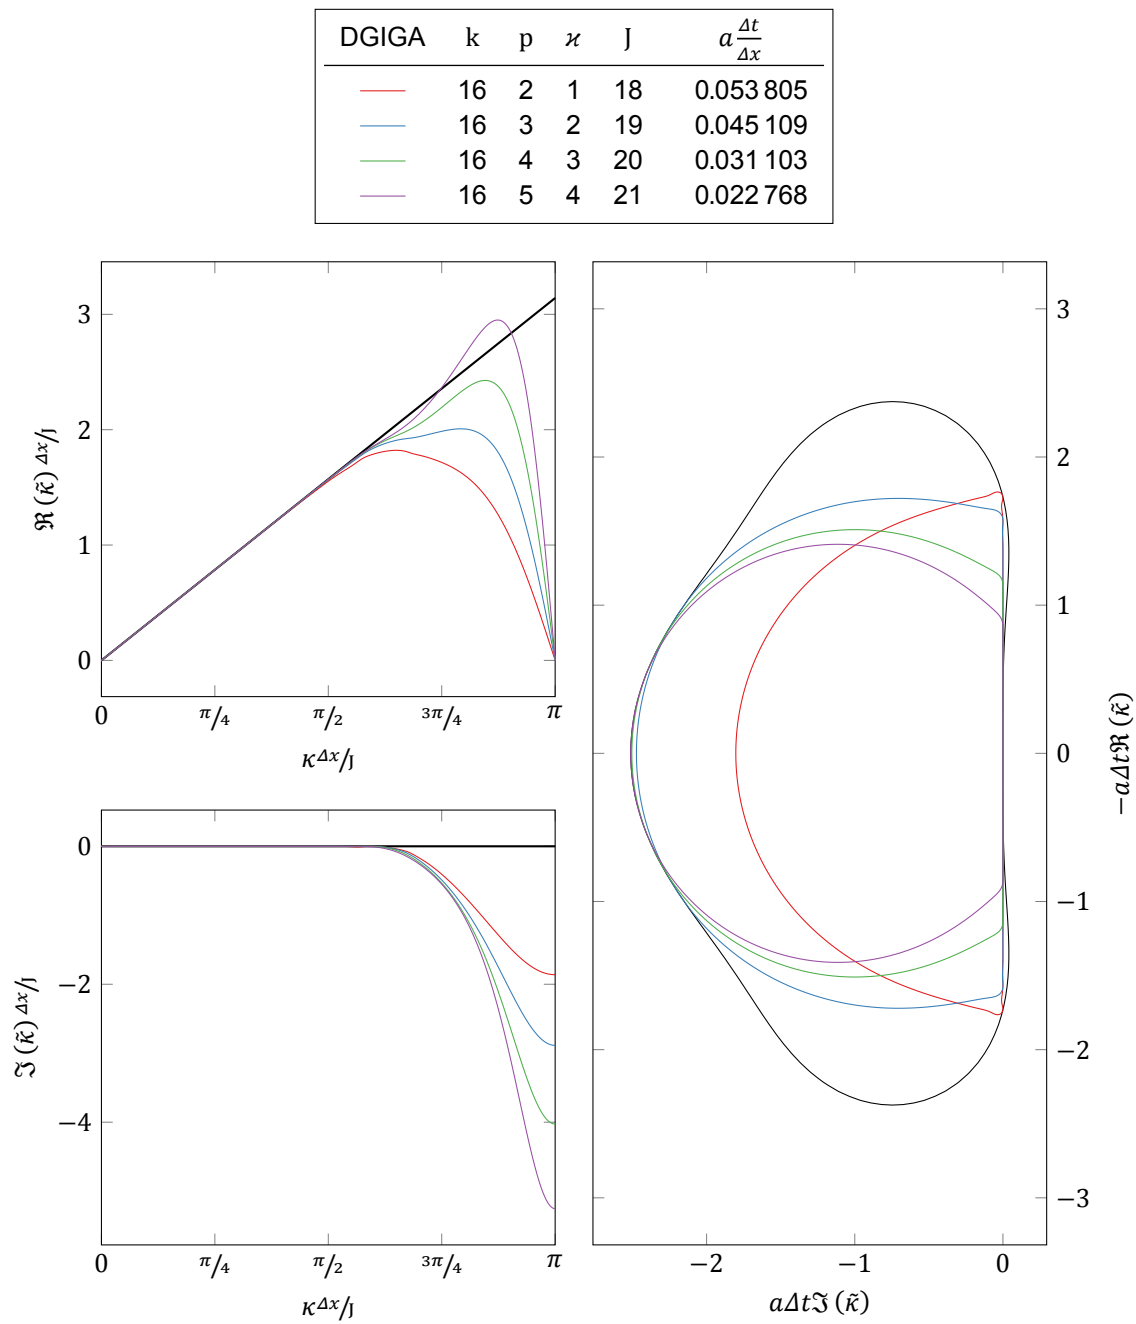 DGIGA k p ϰ J a Δt/Δx
16 2 1 18 0.053 805
16 3 2 19 0.045 109
16 4 3 20 0.031 103
16 5 4 21 0.022 768
3
2
1
0
ℜ (κ̃) Δx/J
0 π/4 π/2 3π/4 π
κ Δx/J
0
−2
−4
ℑ (κ̃) Δx/J
0 π/4 π/2 3π/4 π
κ Δx/J
3
2
1
0
−1
−2
−3
−aΔtℜ (κ̃)
−2 −1 0
aΔtℑ (κ̃)